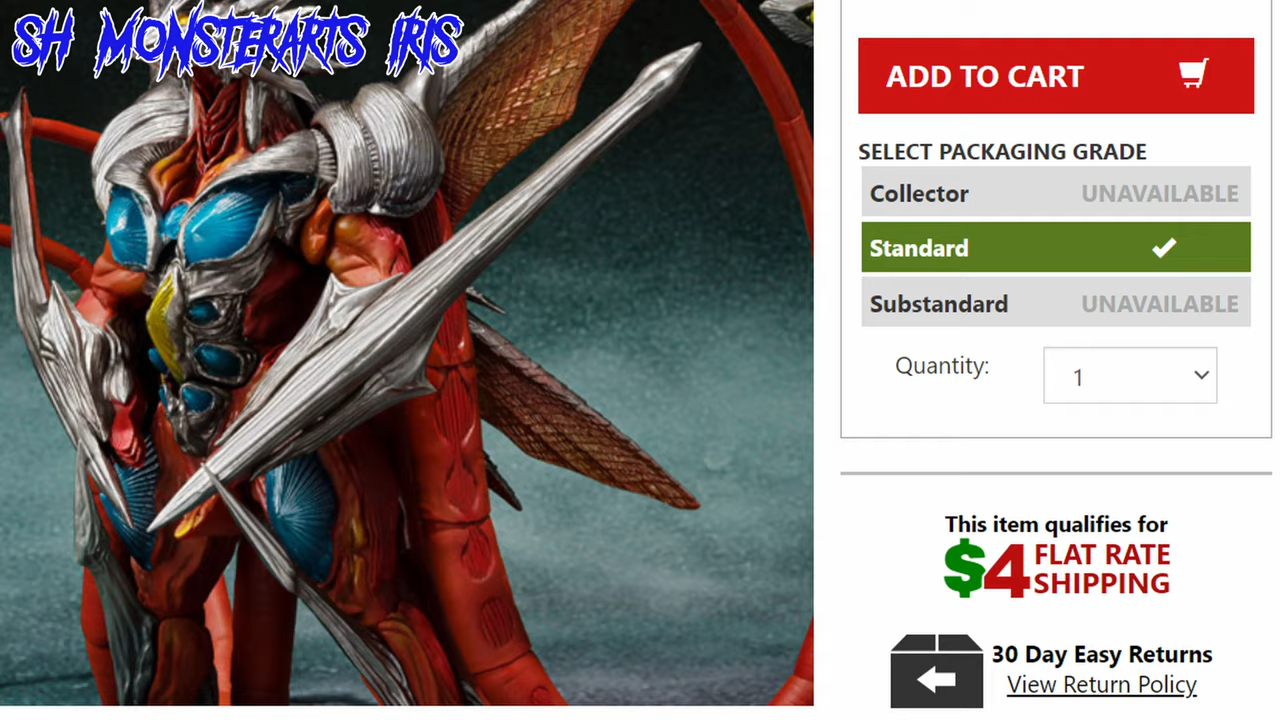 SH MONSTERARTS IRIS
ADD TO CART
SELECT PACKAGING GRADE
Collector UNAVAILABLE
Standard
Substandard UNAVAILABLE
Quantity: 1
This item qualifies for
$4 FLAT RATE
SHIPPING
30 Day Easy Returns
View Return Policy